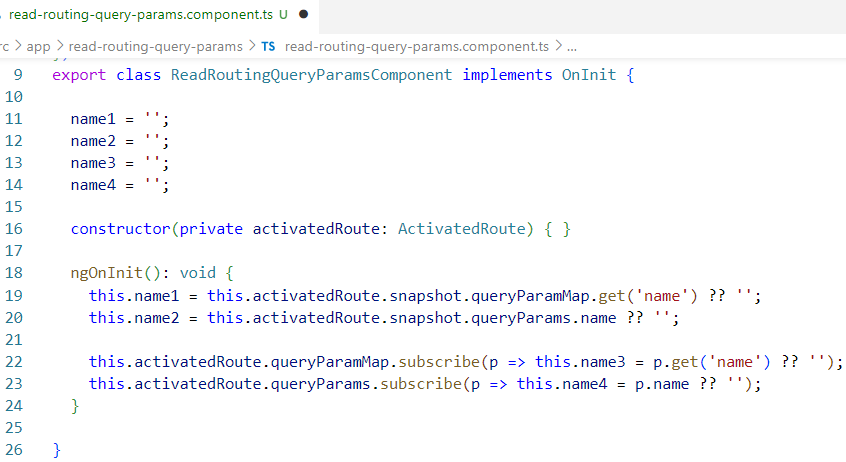 read-routing-query-params.component.ts U ●
rc > app > read-routing-query-params > TS read-routing-query-params.component.ts > ...
9 export class ReadRoutingQueryParamsComponent implements OnInit {
10
11 name1 = '';
12 name2 = '';
13 name3 = '';
14 name4 = '';
15
16 constructor(private activatedRoute: ActivatedRoute) { }
17
18 ngOnInit(): void {
19 this.name1 = this.activatedRoute.snapshot.queryParamMap.get('name') ?? '';
20 this.name2 = this.activatedRoute.snapshot.queryParams.name ?? '';
21
22 this.activatedRoute.queryParamMap.subscribe(p => this.name3 = p.get('name') ?? '');
23 this.activatedRoute.queryParams.subscribe(p => this.name4 = p.name ?? '');
24 }
25
26 }